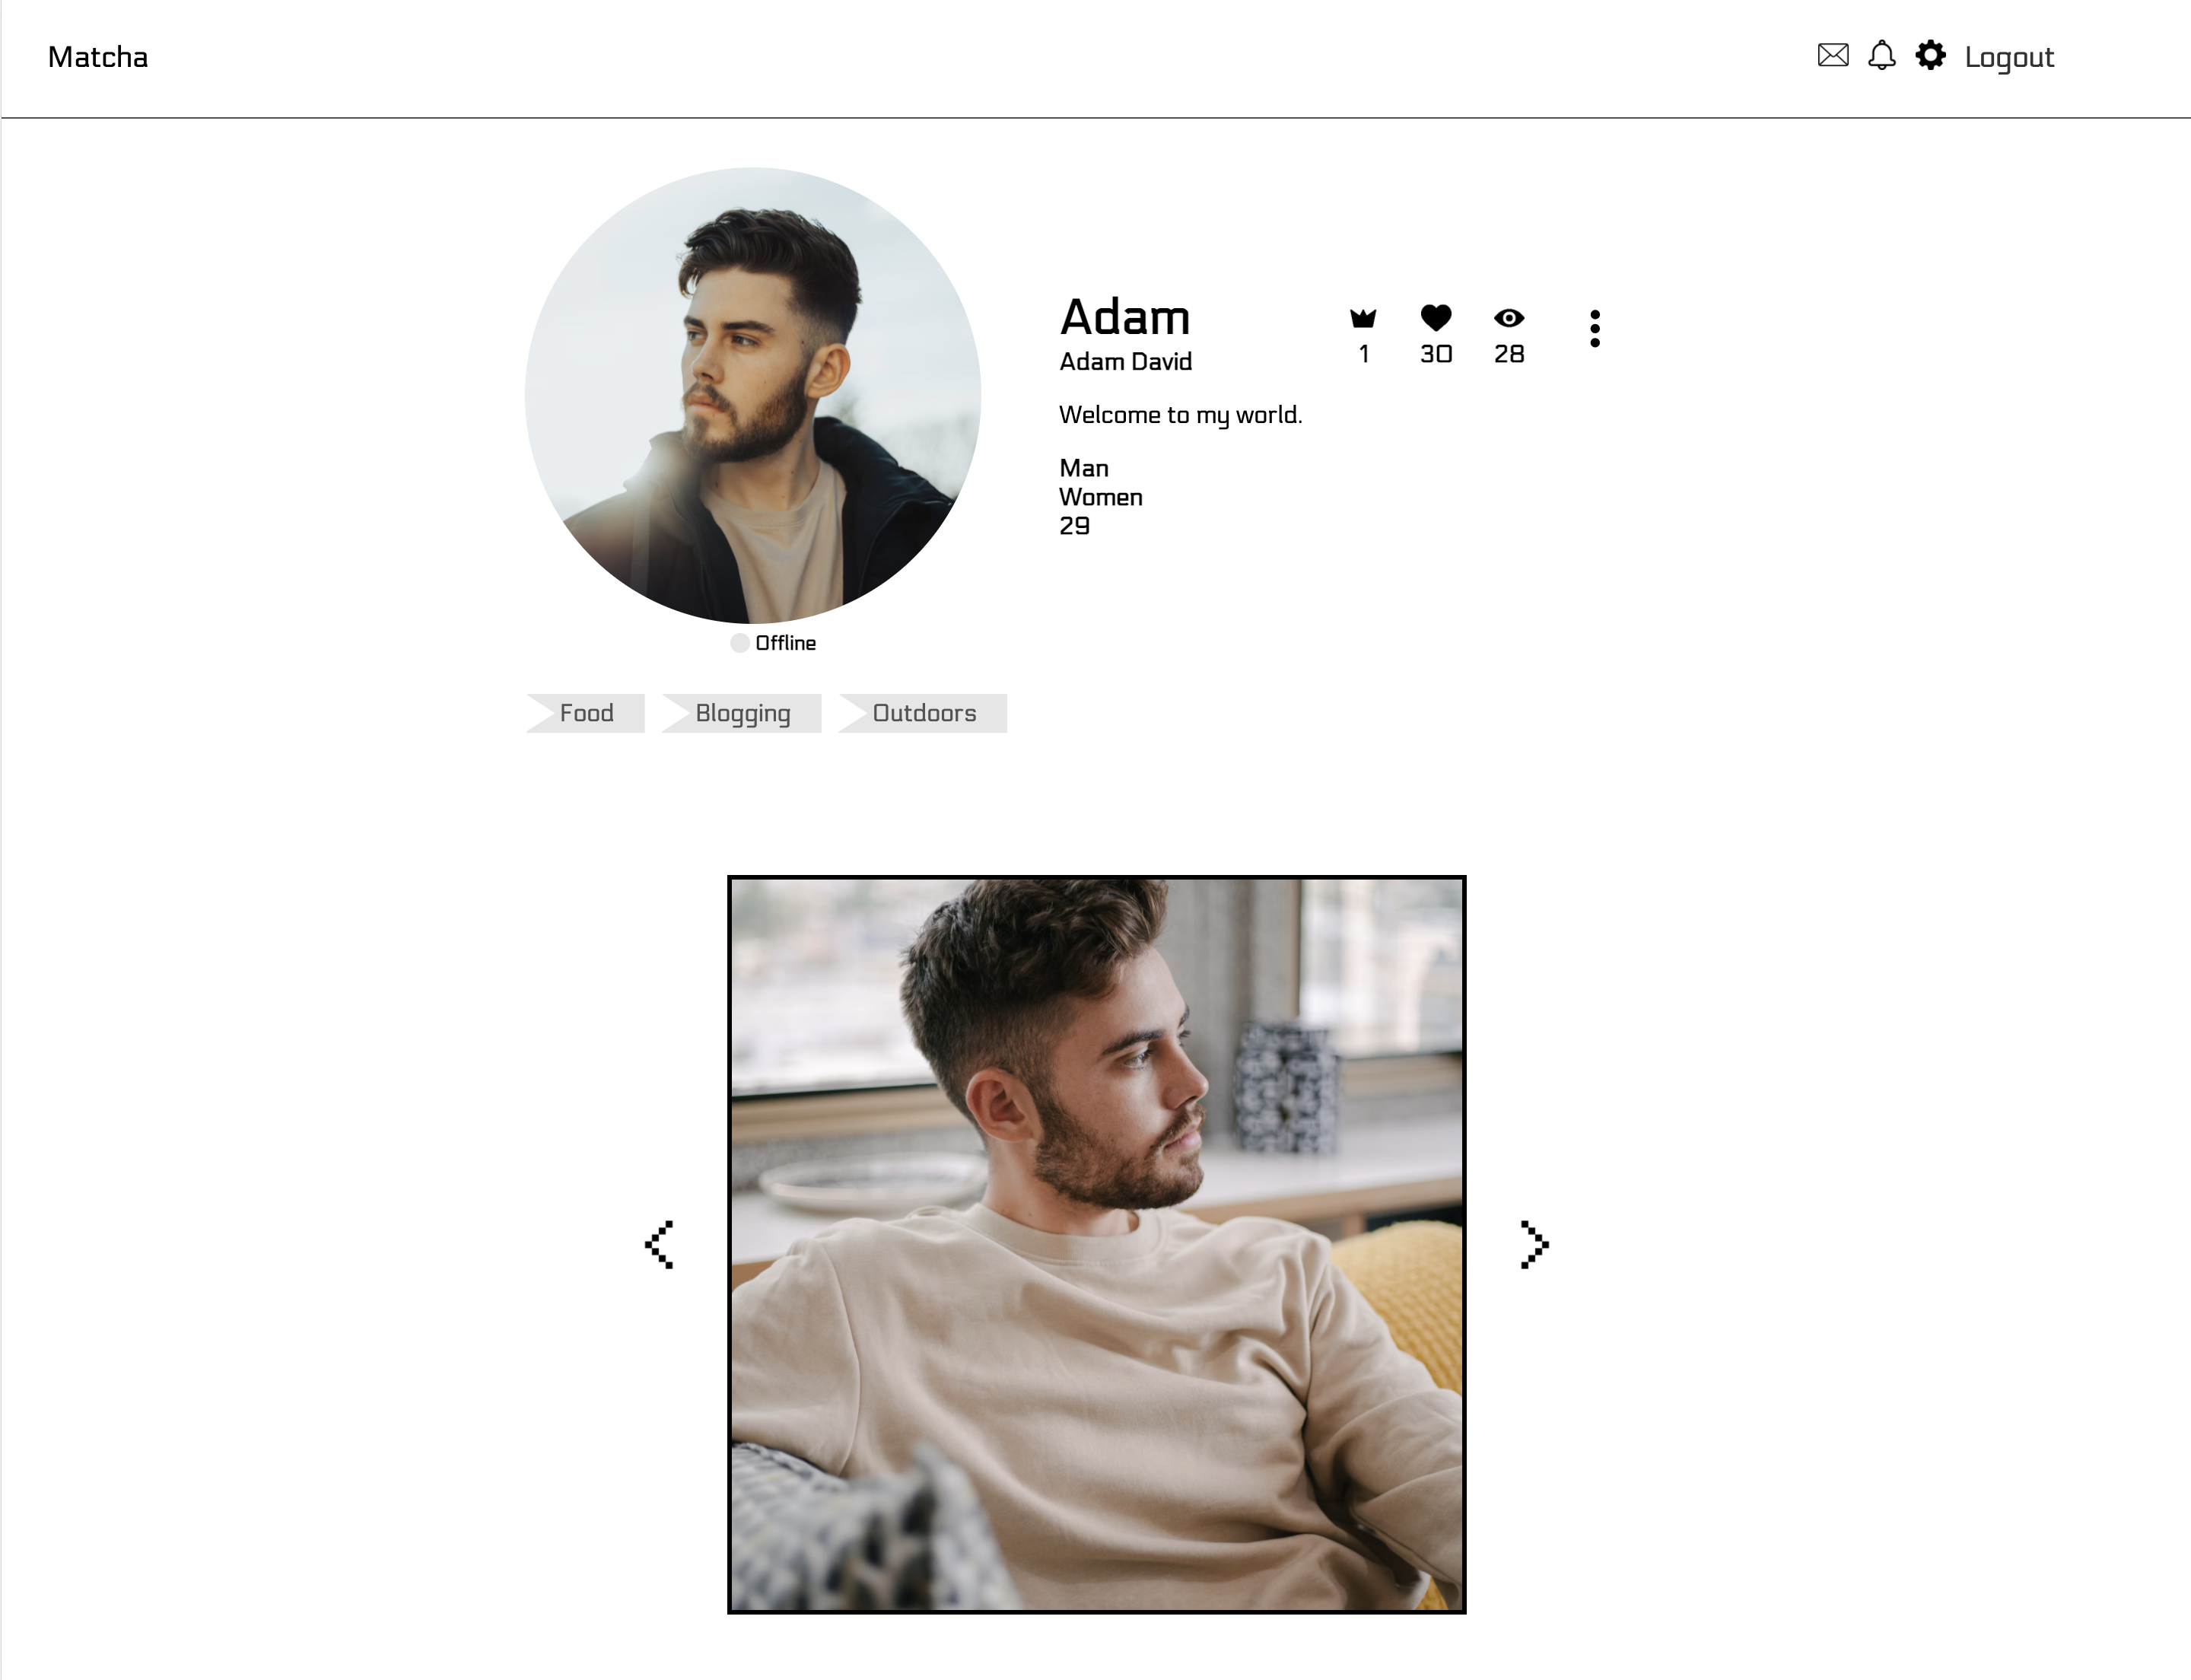 Matcha
Logout
Adam
Adam David
1 30 28
Welcome to my world.
Man
Women
29
Offline
Food Blogging Outdoors